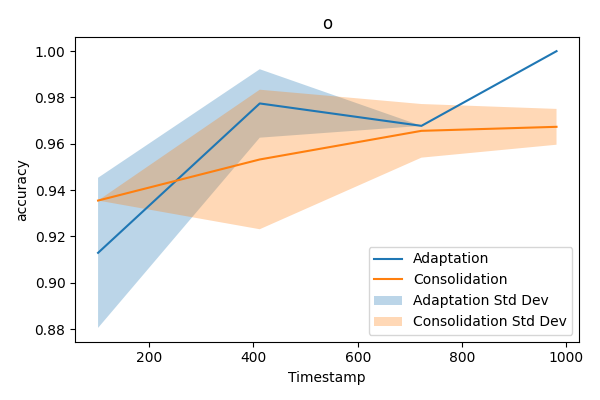 o
1.00
0.98
0.96
0.94
0.92
0.90
0.88
accuracy
200
400
600
800
1000
Timestamp
Adaptation
Consolidation
Adaptation Std Dev
Consolidation Std Dev